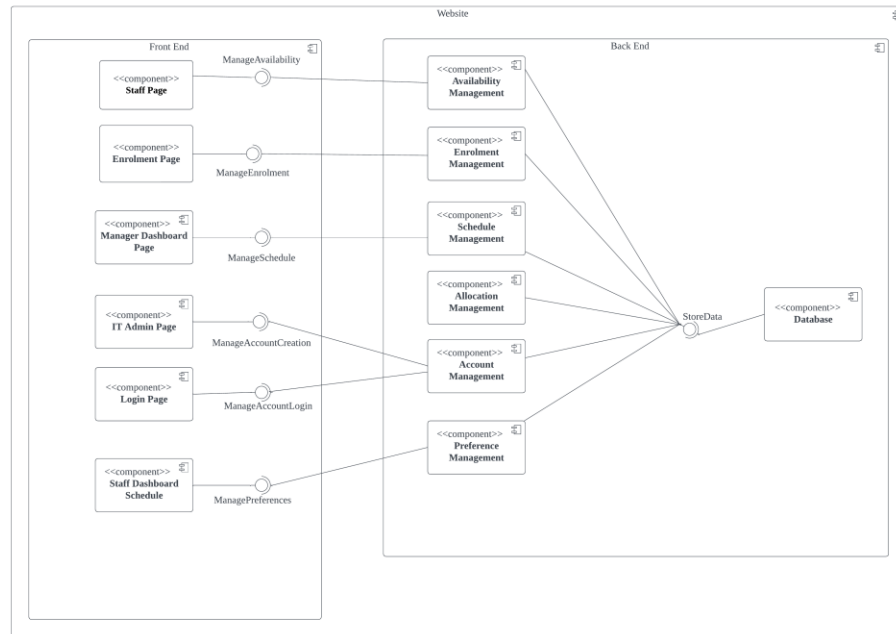 Website
Front End
Back End
<<component>>
Staff Page
ManageAvailability
<<component>>
Availability
Management
<<component>>
Enrolment Page
ManageEnrolment
<<component>>
Enrolment
Management
<<component>>
Manager Dashboard
Page
ManageSchedule
<<component>>
Schedule
Management
<<component>>
Allocation
Management
<<component>>
IT Admin Page
ManageAccountCreation
StoreData
<<component>>
Database
<<component>>
Account
Management
<<component>>
Login Page
ManageAccountLogin
<<component>>
Preference
Management
<<component>>
Staff Dashboard
Schedule
ManagePreferences